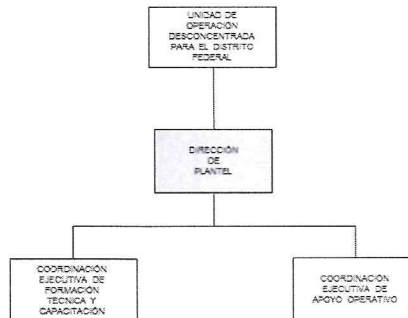 UNIDAD DE
OPERACIÓN
DESCONCENTRADA
PARA EL DISTRITO
FEDERAL
DIRECCIÓN
DE
PLANTEL
COORDINACIÓN
EJECUTIVA DE
FORMACIÓN
TÉCNICA Y
CAPACITACIÓN
COORDINACIÓN
EJECUTIVA DE
APOYO OPERATIVO